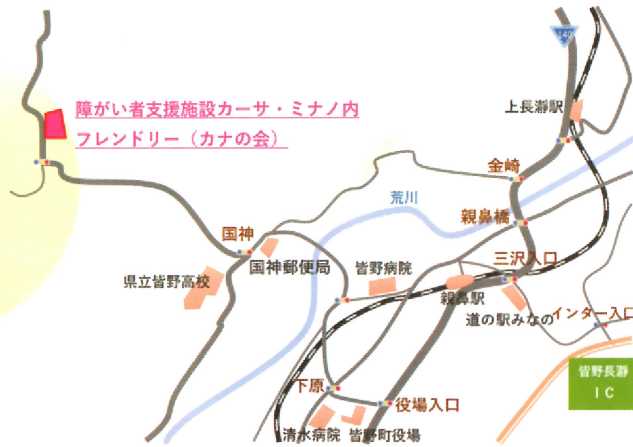 140
上長瀞駅
障がい者支援施設カーサ・ミナノ内
フレンドリー（カナの会）
金崎
荒川
親鼻橋
国神
三沢入口
国神郵便局
皆野病院
県立皆野高校
親鼻駅
道の駅みなの
インター入口
皆野長瀞
IC
下原
役場入口
清水病院
皆野町役場